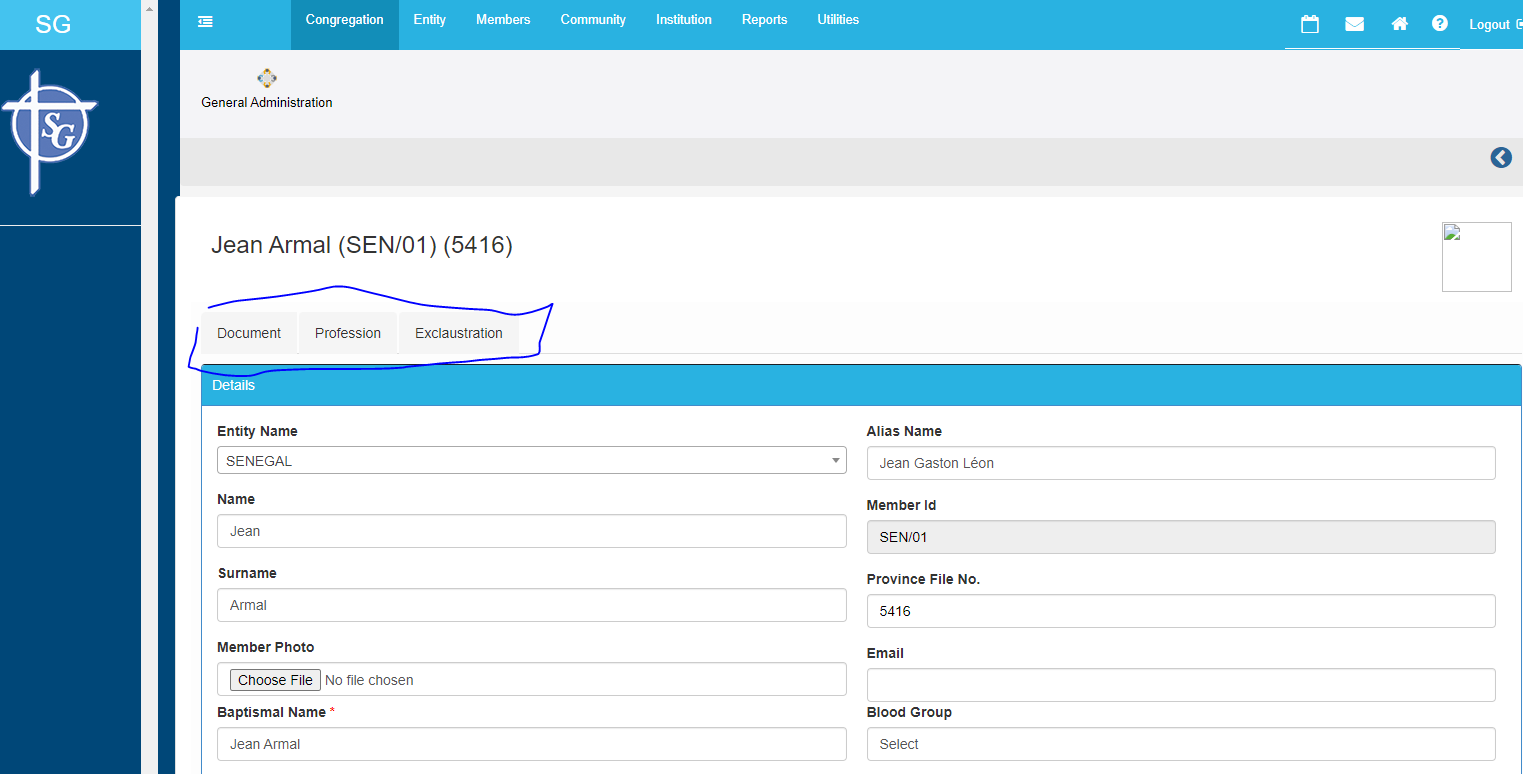 SG
Congregation Entity Members Community Institution Reports Utilities Logout
SG
General Administration
Jean Armal (SEN/01) (5416)
Document Profession Exclaustration
Details
Entity Name
SENEGAL
Alias Name
Jean Gaston Léon
Name
Jean
Member Id
SEN/01
Surname
Armal
Province File No.
5416
Member Photo
Choose File No file chosen
Email
Baptismal Name *
Jean Armal
Blood Group
Select